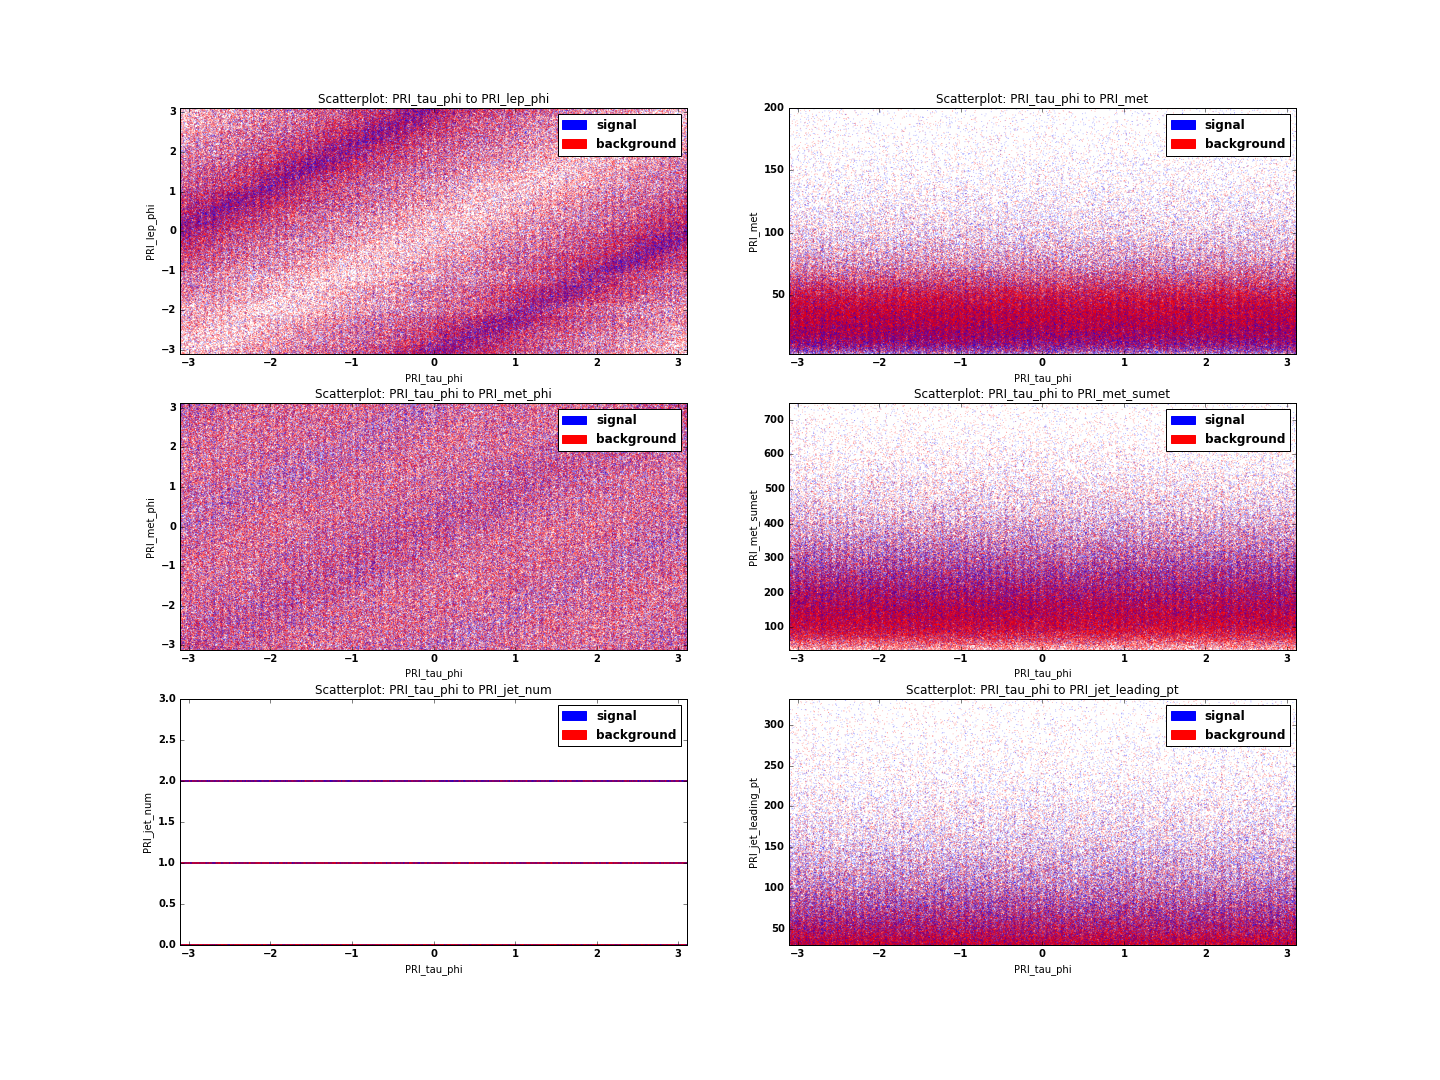 Scatterplot: PRI_tau_phi to PRI_lep_phi
3
2
1
0
−1
−2
−3
PRI_lep_phi
signal
background
−3 −2 −1 0 1 2 3
PRI_tau_phi
Scatterplot: PRI_tau_phi to PRI_met
200
150
100
50
PRI_met
signal
background
−3 −2 −1 0 1 2 3
PRI_tau_phi
Scatterplot: PRI_tau_phi to PRI_met_phi
3
2
1
0
−1
−2
−3
PRI_met_phi
signal
background
−3 −2 −1 0 1 2 3
PRI_tau_phi
Scatterplot: PRI_tau_phi to PRI_met_sumet
700
600
500
400
300
200
100
PRI_met_sumet
signal
background
−3 −2 −1 0 1 2 3
PRI_tau_phi
Scatterplot: PRI_tau_phi to PRI_jet_num
3.0
2.5
2.0
1.5
1.0
0.5
0.0
PRI_jet_num
signal
background
−3 −2 −1 0 1 2 3
PRI_tau_phi
Scatterplot: PRI_tau_phi to PRI_jet_leading_pt
300
250
200
150
100
50
PRI_jet_leading_pt
signal
background
−3 −2 −1 0 1 2 3
PRI_tau_phi